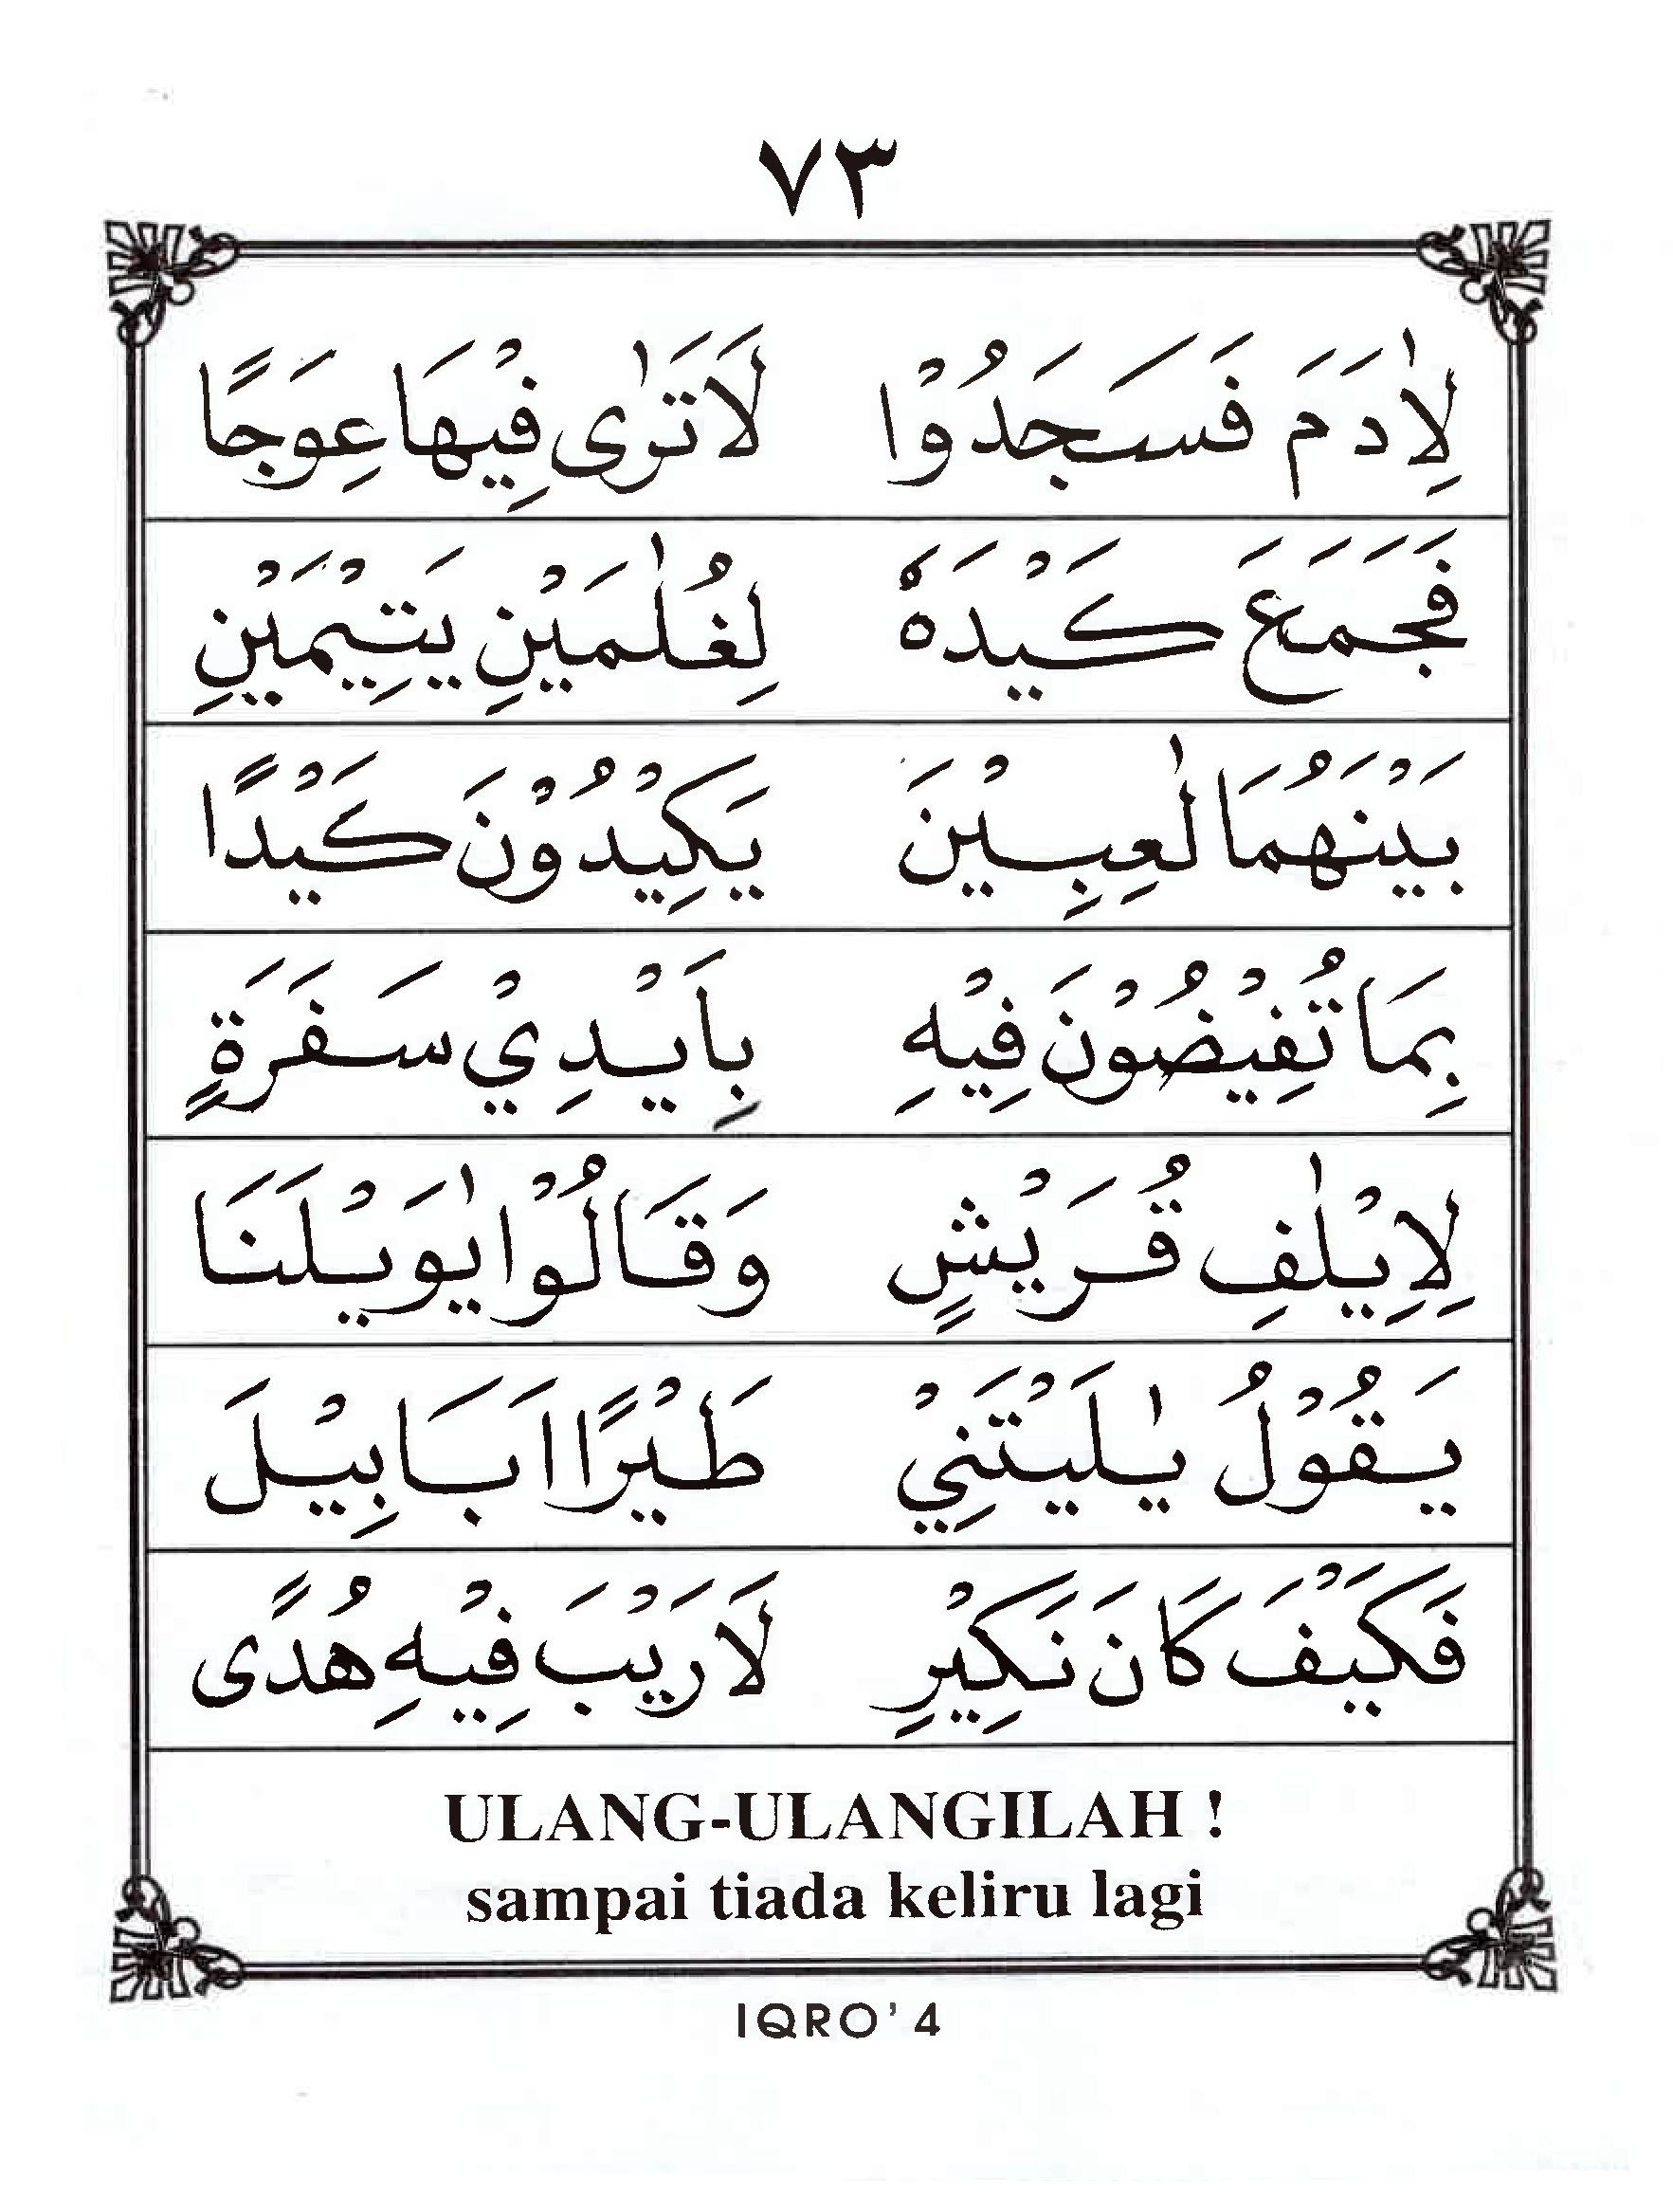 ٧٣
لِاٰدَمَ فَسَجَدُوْا لَاتَرٰى فِيْهَا عِوَجًا
فَجَمَعَ كَيْدَهٗ لِغُلٰمَيْنِ يَتِيْمَيْنِ
بَيْنَهُمَا لٰعِبِيْنَ يَكِيْدُوْنَ كَيْدًا
بِمَا تُفِيْضُوْنَ فِيْهِ بِاَيْدِيْ سَفَرَةٍ
لِاِيْلٰفِ قُرَيْشٍ وَقَالُوْا يٰوَيْلَنَا
يَقُوْلُ يٰلَيْتَنِيْ طَيْرًا اَبَابِيْلَ
فَكَيْفَ كَانَ نَكِيْرِ لَارَيْبَ فِيْهِ هُدًى
ULANG-ULANGILAH !
sampai tiada keliru lagi
IQRO' 4